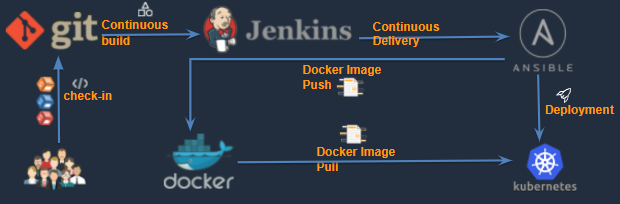 git
Continuous
build
Jenkins
Continuous
Delivery
A
ANSIBLE
Docker Image
Push
</>
check-in
Deployment
Docker Image
Pull
docker
kubernetes